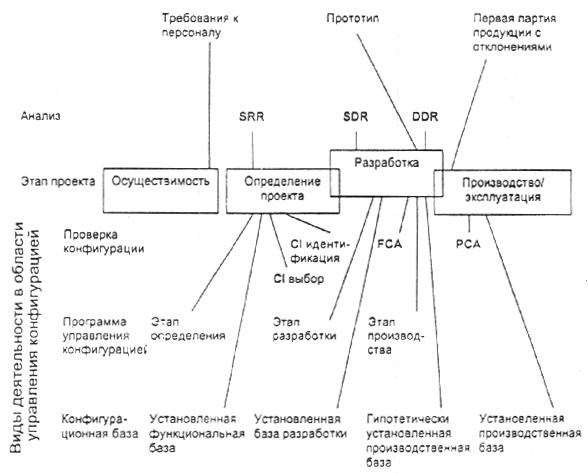 Требования к
персоналу
Прототип
Первая партия
продукции с
отклонениями
Анализ
SRR
SDR
DDR
Этап проекта
Осуществимость
Определение
проекта
Разработка
Производство/
эксплуатация
Виды деятельности в области
управления конфигурацией
Проверка
конфигурации
CI иденти-
фикация
CI выбор
FCA
PCA
Программа
управления
конфигурацией
Этап
определения
Этап
разработки
Этап
производ-
ства
Конфигура-
ционная база
Установленная
функциональная
база
Установленная
база разработки
Гипотетически
установленная
производственная
база
Установленная
производственная
база